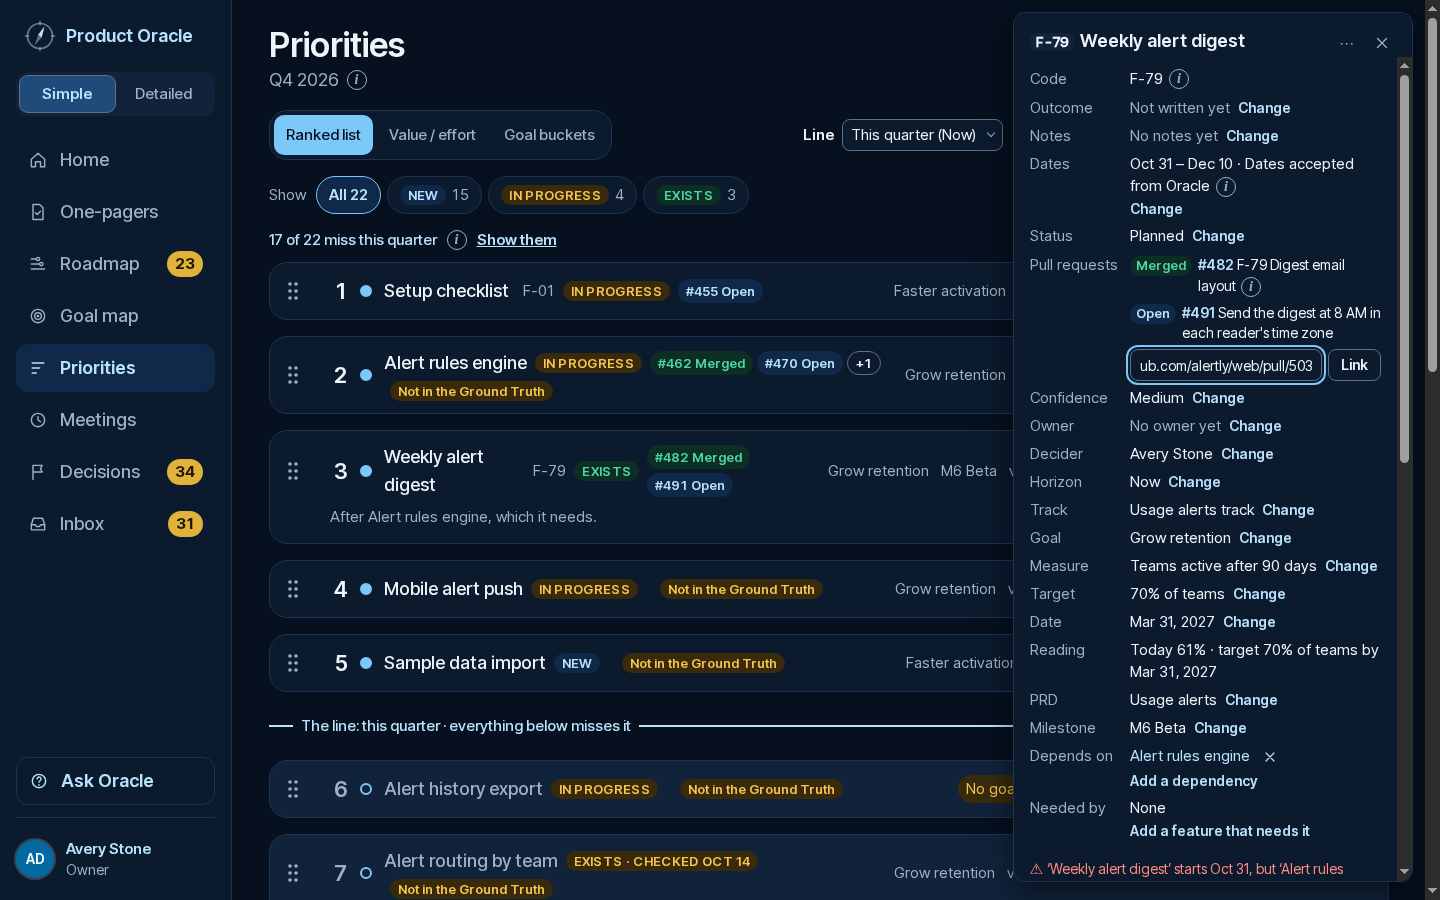 Product Oracle
Simple
Detailed
Home
One-pagers
Roadmap 23
Goal map
Priorities
Meetings
Decisions 34
Inbox 31
Ask Oracle
AD
Avery Stone
Owner
Priorities
Q4 2026 i
Ranked list
Value / effort
Goal buckets
Line This quarter (Now)
Show All 22 NEW 15 IN PROGRESS 4 EXISTS 3
17 of 22 miss this quarter i Show them
1 Setup checklist F-01 IN PROGRESS #455 Open Faster activation
2 Alert rules engine IN PROGRESS #462 Merged #470 Open +1 Grow retention
Not in the Ground Truth
3 Weekly alert digest F-79 EXISTS #482 Merged #491 Open Grow retention M6 Beta
After Alert rules engine, which it needs.
4 Mobile alert push IN PROGRESS Not in the Ground Truth Grow retention
5 Sample data import NEW Not in the Ground Truth Faster activation
The line: this quarter · everything below misses it
6 Alert history export IN PROGRESS Not in the Ground Truth No goa
7 Alert routing by team EXISTS · CHECKED OCT 14 Grow retention
Not in the Ground Truth
F-79 Weekly alert digest
Code F-79 i
Outcome Not written yet Change
Notes No notes yet Change
Dates Oct 31 – Dec 10 · Dates accepted
from Oracle i
Change
Status Planned Change
Pull requests Merged #482 F-79 Digest email
layout i
Open #491 Send the digest at 8 AM in
each reader's time zone
ub.com/alertly/web/pull/503 Link
Confidence Medium Change
Owner No owner yet Change
Decider Avery Stone Change
Horizon Now Change
Track Usage alerts track Change
Goal Grow retention Change
Measure Teams active after 90 days Change
Target 70% of teams Change
Date Mar 31, 2027 Change
Reading Today 61% · target 70% of teams by
Mar 31, 2027
PRD Usage alerts Change
Milestone M6 Beta Change
Depends on Alert rules engine
Add a dependency
Needed by None
Add a feature that needs it
⚠ ‘Weekly alert digest’ starts Oct 31, but ‘Alert rules